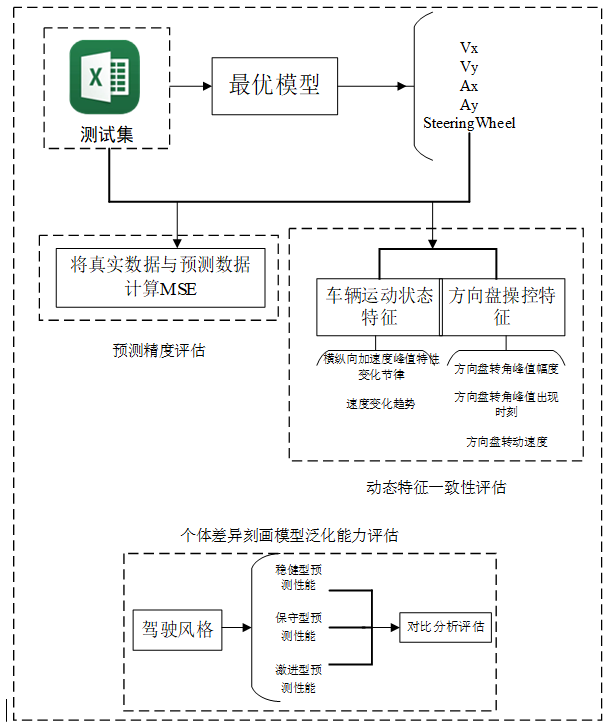 X
测试集
最优模型
Vx
Vy
Ax
Ay
SteeringWheel
将真实数据与预测数据
计算MSE
预测精度评估
车辆运动状态
特征
方向盘操控特
征
横纵向加速度峰值特性
变化节律
速度变化趋势
方向盘转角峰值幅度
方向盘转角峰值出现
时刻
方向盘转动速度
动态特征一致性评估
个体差异刻画模型泛化能力评估
驾驶风格
稳健型预
测性能
保守型预
测性能
激进型预
测性能
对比分析评估